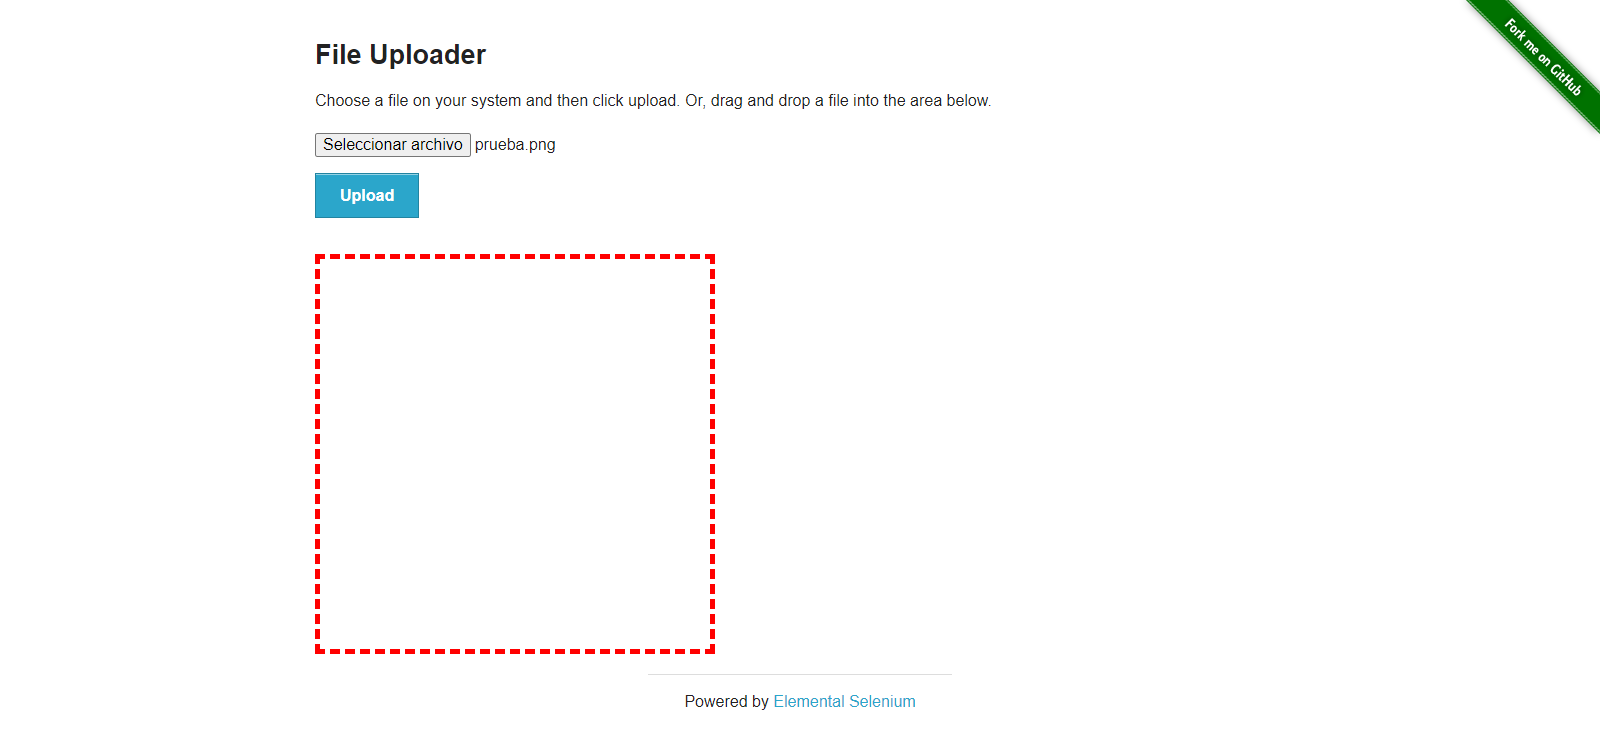 Fork me on GitHub
File Uploader
Choose a file on your system and then click upload. Or, drag and drop a file into the area below.
Seleccionar archivo prueba.png
Upload
Powered by Elemental Selenium